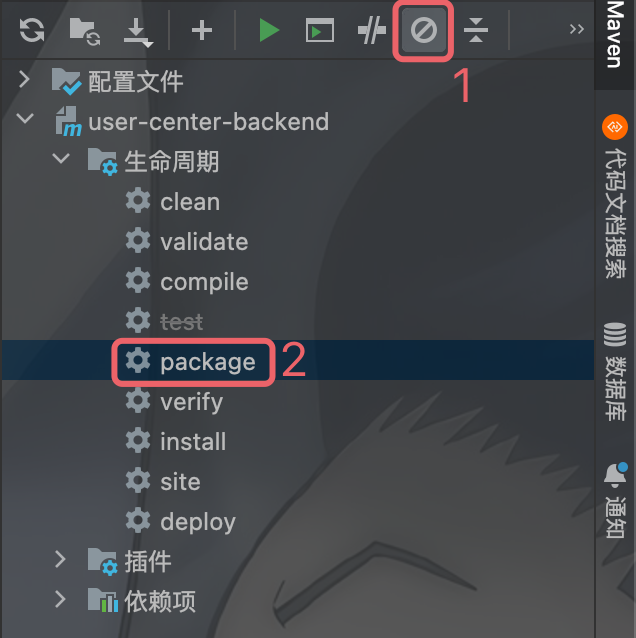 Maven
1
配置文件
user-center-backend
生命周期
clean
validate
compile
test
package
2
verify
install
site
deploy
插件
依赖项
代码文档搜索
数据库
通知